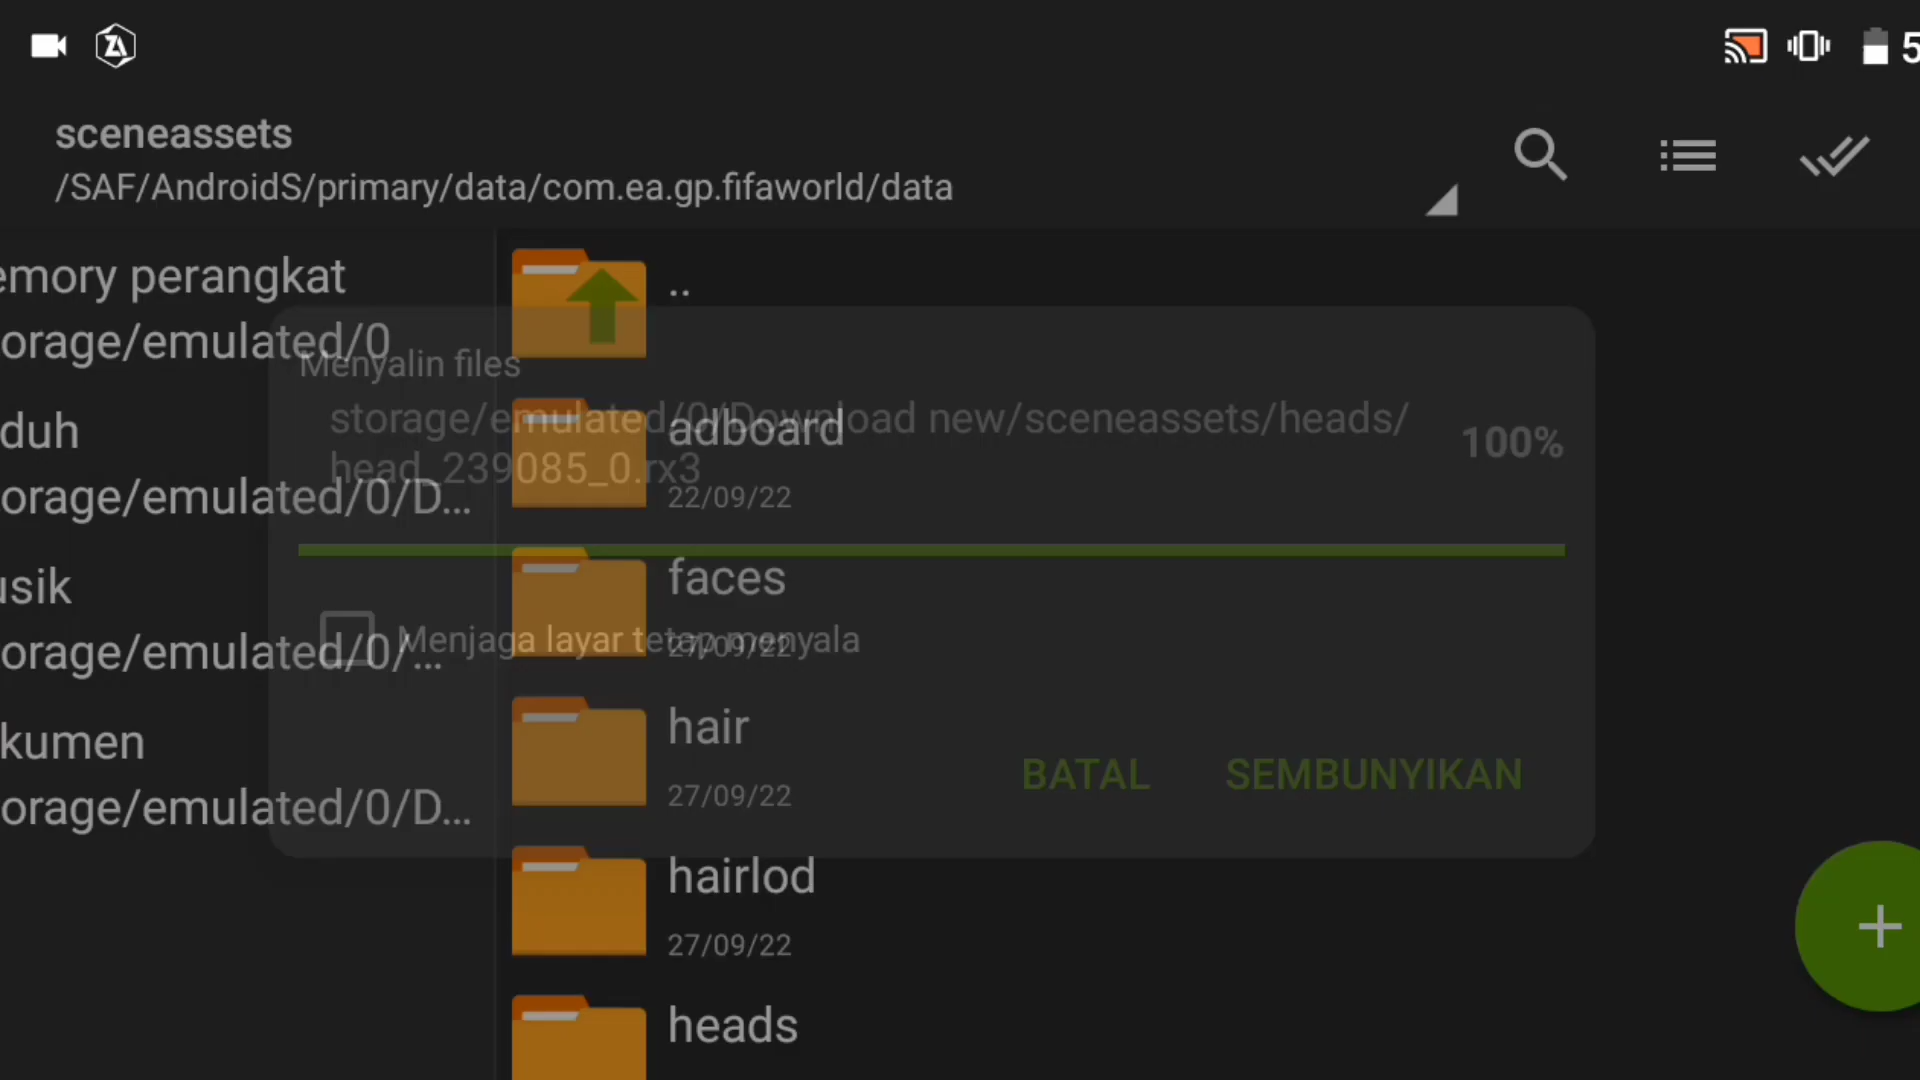 5
sceneassets
/SAF/AndroidS/primary/data/com.ea.gp.fifaworld/data
emory perangkat
orage/emulated/0
duh
orage/emulated/0/D...
usik
orage/emulated/0/...
kumen
orage/emulated/0/D...
..
adboard
22/09/22
faces
27/09/22
hair
27/09/22
hairlod
27/09/22
heads
Menyalin files
storage/emulated/0/Download new/sceneassets/heads/
head_239085_0.rx3
100%
Menjaga layar tetap menyala
BATAL
SEMBUNYIKAN